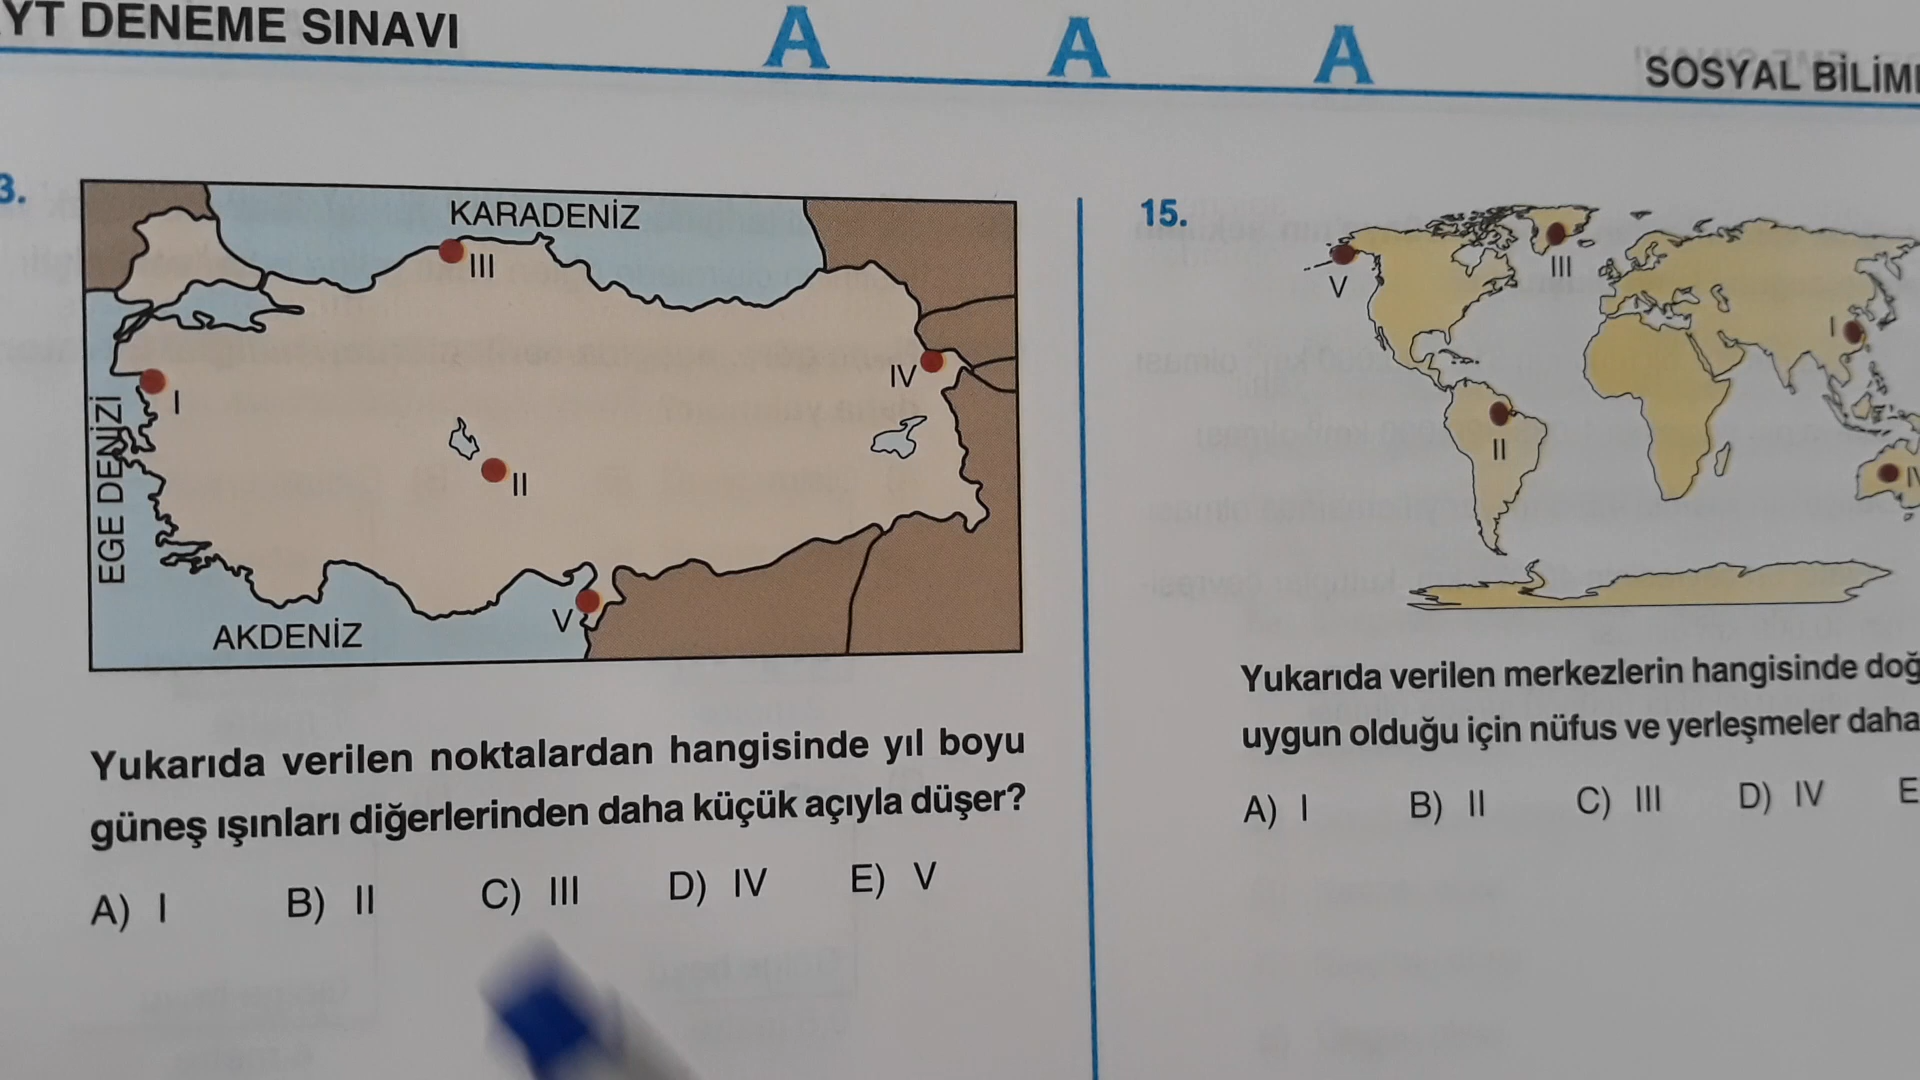 YT DENEME SINAVI
A A A
SOSYAL BİLİM
3.
KARADENİZ
III
IV
I
EGE DENİZİ
II
V
AKDENİZ
Yukarıda verilen noktalardan hangisinde yıl boyu
güneş ışınları diğerlerinden daha küçük açıyla düşer?
A) I B) II C) III D) IV E) V
15.
III
V
I
II
IV
Yukarıda verilen merkezlerin hangisinde doğ
uygun olduğu için nüfus ve yerleşmeler daha
A) I B) II C) III D) IV E